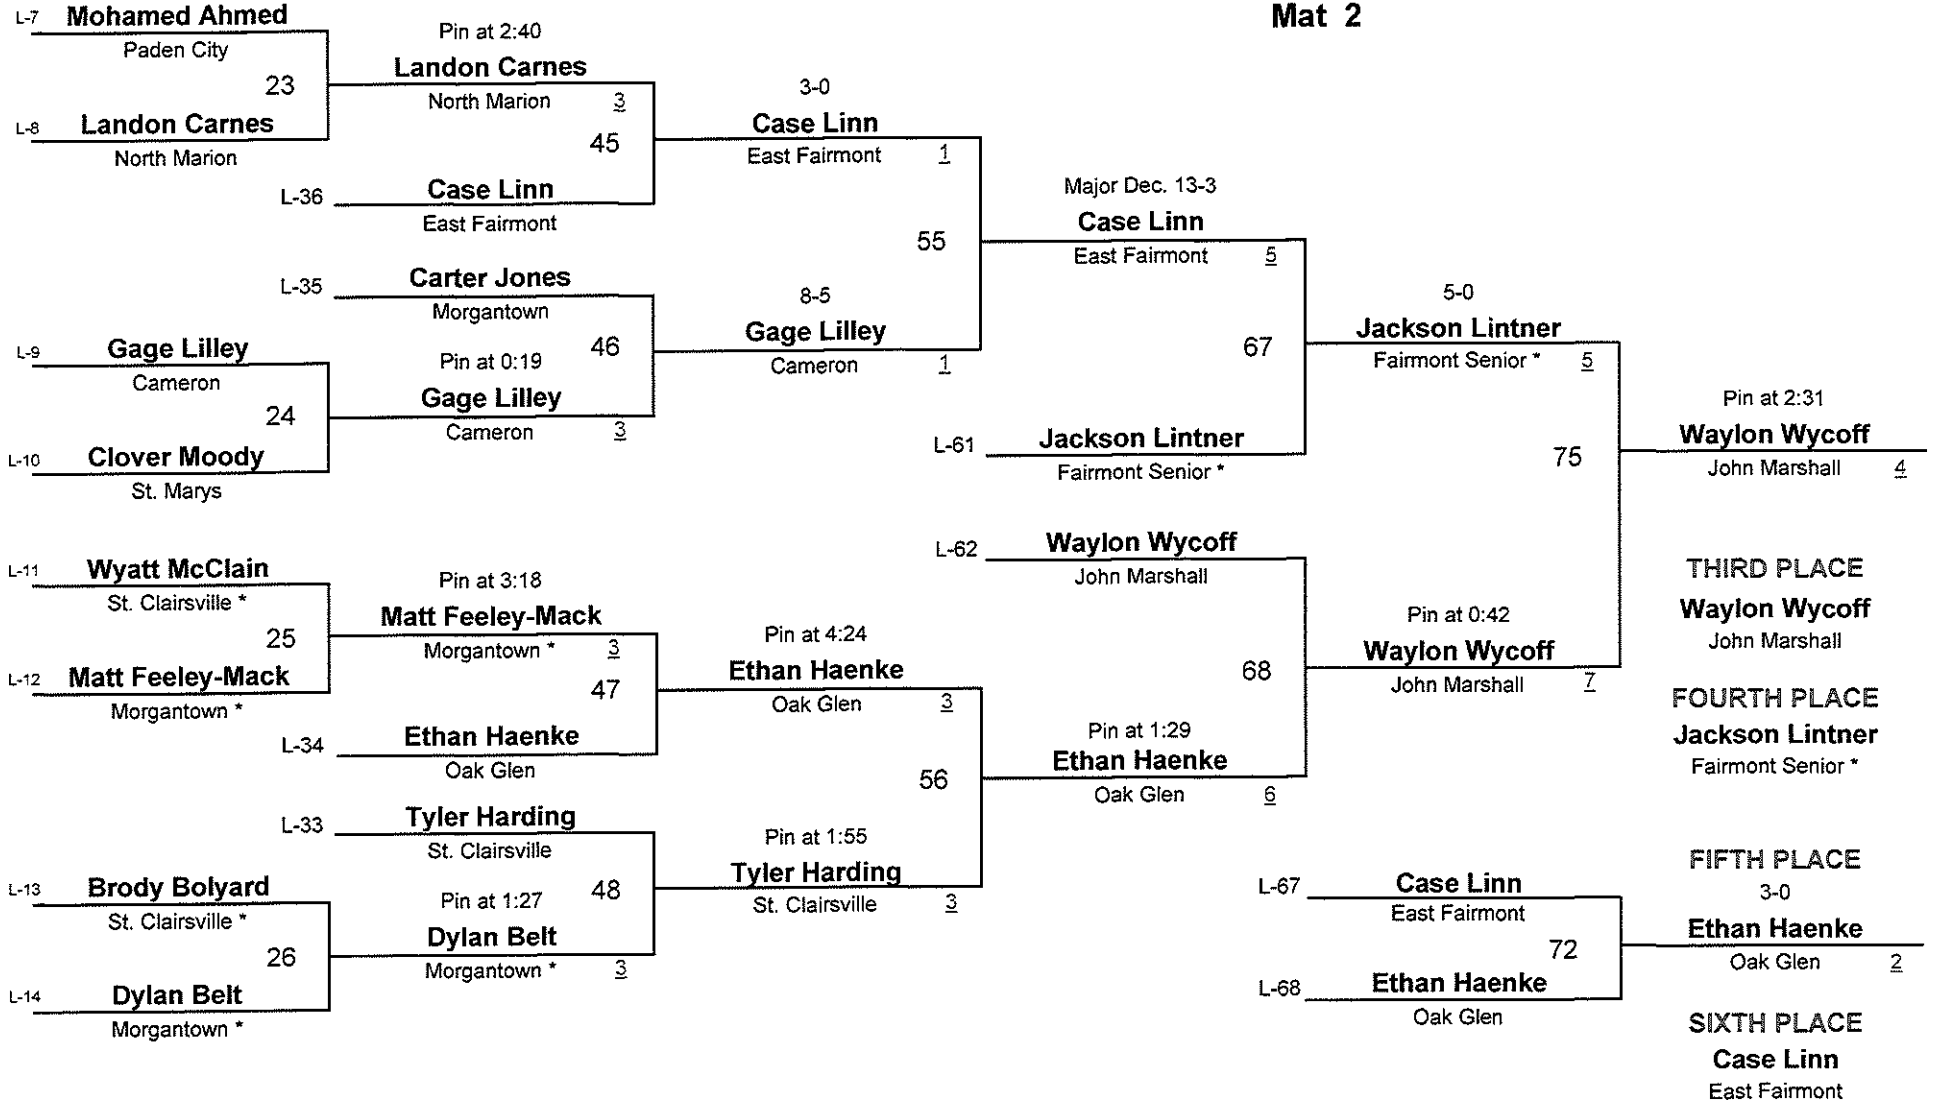 Mat 2
L-7 Mohamed Ahmed
Paden City
23
L-8 Landon Carnes
North Marion
Pin at 2:40
Landon Carnes
North Marion 3
45
L-36 Case Linn
East Fairmont
3-0
Case Linn
East Fairmont 1
L-35 Carter Jones
Morgantown
L-9 Gage Lilley
Cameron
24
L-10 Clover Moody
St. Marys
Pin at 0:19
Gage Lilley
Cameron 3
46
8-5
Gage Lilley
Cameron 1
55
Major Dec. 13-3
Case Linn
East Fairmont 5
67
L-61 Jackson Lintner
Fairmont Senior *
5-0
Jackson Lintner
Fairmont Senior * 5
L-11 Wyatt McClain
St. Clairsville *
25
L-12 Matt Feeley-Mack
Morgantown *
Pin at 3:18
Matt Feeley-Mack
Morgantown * 3
47
L-34 Ethan Haenke
Oak Glen
Pin at 4:24
Ethan Haenke
Oak Glen 3
L-33 Tyler Harding
St. Clairsville
L-13 Brody Bolyard
St. Clairsville *
26
L-14 Dylan Belt
Morgantown *
Pin at 1:27
Dylan Belt
Morgantown * 3
48
Pin at 1:55
Tyler Harding
St. Clairsville 3
56
L-62 Waylon Wycoff
John Marshall
68
Pin at 1:29
Ethan Haenke
Oak Glen 6
Pin at 0:42
Waylon Wycoff
John Marshall 7
75
Pin at 2:31
Waylon Wycoff
John Marshall 4
THIRD PLACE
Waylon Wycoff
John Marshall
FOURTH PLACE
Jackson Lintner
Fairmont Senior *
L-67 Case Linn
East Fairmont
72
L-68 Ethan Haenke
Oak Glen
FIFTH PLACE
3-0
Ethan Haenke
Oak Glen 2
SIXTH PLACE
Case Linn
East Fairmont